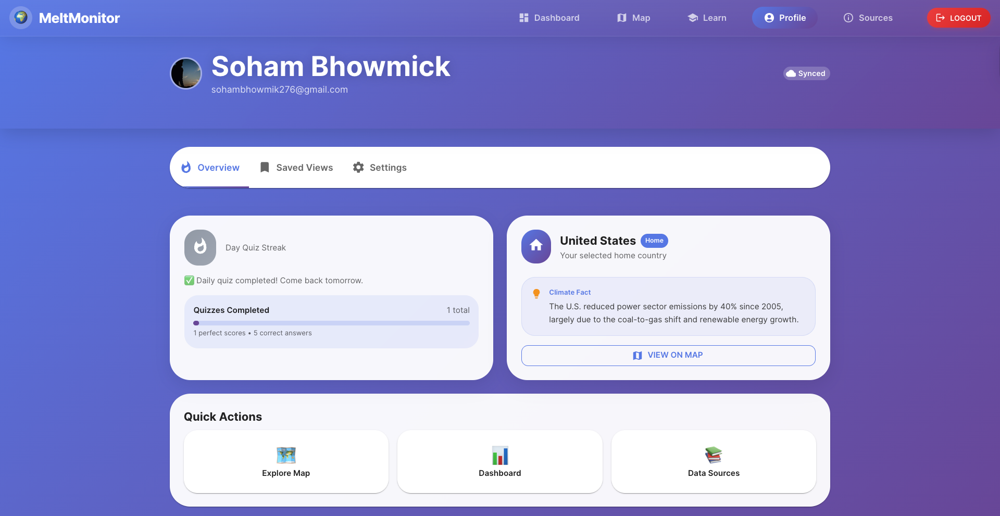 MeltMonitor
Dashboard
Map
Learn
Profile
Sources
LOGOUT
Soham Bhowmick
sohambhowmik276@gmail.com
Synced
Overview
Saved Views
Settings
Day Quiz Streak
✅ Daily quiz completed! Come back tomorrow.
Quizzes Completed
1 total
1 perfect scores • 5 correct answers
United States
Home
Your selected home country
Climate Fact
The U.S. reduced power sector emissions by 40% since 2005,
largely due to the coal-to-gas shift and renewable energy growth.
VIEW ON MAP
Quick Actions
Explore Map
Dashboard
Data Sources